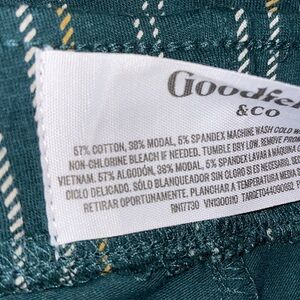 Goodfel
& CO
57% COTTON, 38% MODAL, 5% SPANDEX MACHINE WASH COLD W
NON-CHLORINE BLEACH IF NEEDED. TUMBLE DRY LOW. REMOVE PROM
VIETNAM. 57% ALGODÓN, 38% MODAL, 5% SPANDEX LAVAR A MÁQUINA
CICLO DELICADO. SÓLO BLANQUEADOR SIN CLORO SI ES NECESARIO. SEC
RETIRAR OPORTUNAMENTE. PLANCHAR A TEMPERATURA MEDIA S
RN17730